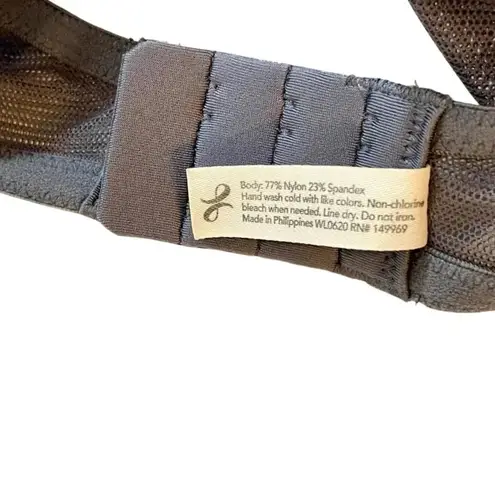 Body: 77% Nylon 23% Spandex
Hand wash cold with like colors. Non-chlorine
bleach when needed. Line dry. Do not iron.
Made in Philippines WL0620 RN# 149969